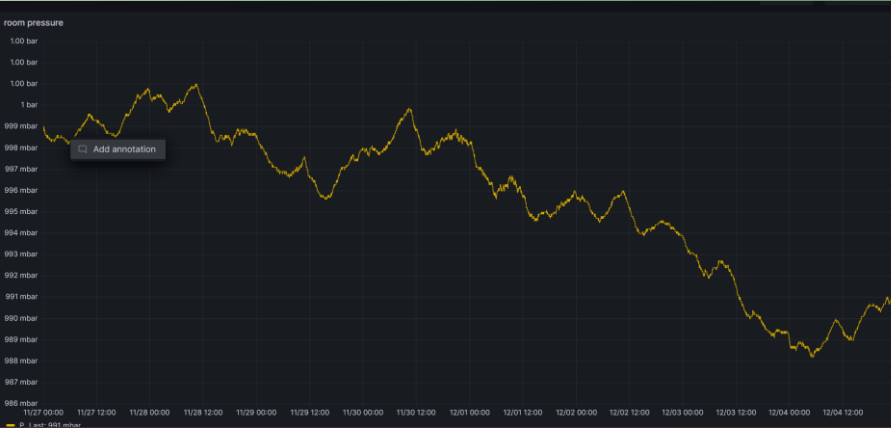 room pressure
1.00 bar
1.00 bar
1.00 bar
1 bar
999 mbar
Add annotation
998 mbar
997 mbar
996 mbar
995 mbar
994 mbar
993 mbar
992 mbar
991 mbar
990 mbar
989 mbar
988 mbar
987 mbar
986 mbar
11/27 00:00 11/27 12:00 11/28 00:00 11/28 12:00 11/29 00:00 11/29 12:00 11/30 00:00 11/30 12:00 12/01 00:00 12/01 12:00 12/02 00:00 12/02 12:00 12/03 00:00 12/03 12:00 12/04 00:00 12/04 12:00
P Last: 991 mbar